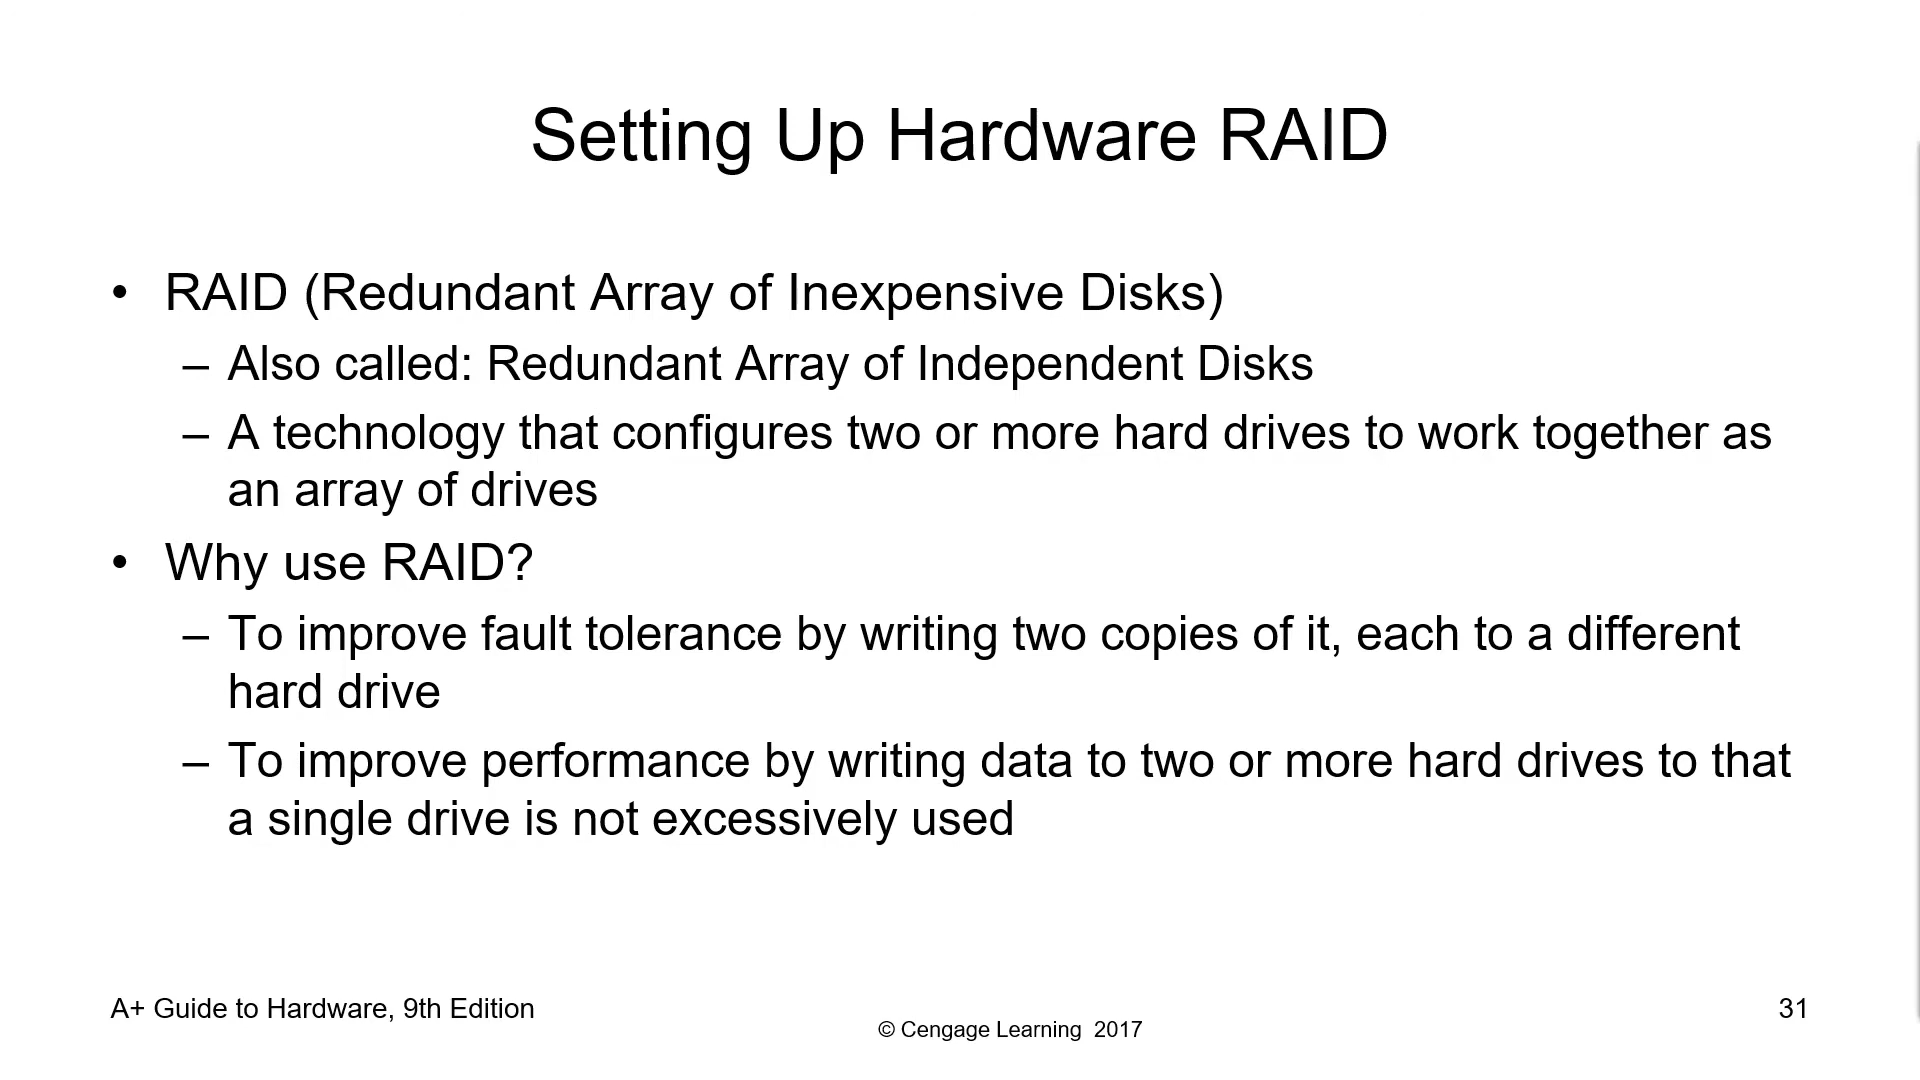 Setting Up Hardware RAID
• RAID (Redundant Array of Inexpensive Disks)
– Also called: Redundant Array of Independent Disks
– A technology that configures two or more hard drives to work together as
an array of drives
• Why use RAID?
– To improve fault tolerance by writing two copies of it, each to a different
hard drive
– To improve performance by writing data to two or more hard drives to that
a single drive is not excessively used
A+ Guide to Hardware, 9th Edition
© Cengage Learning 2017
31